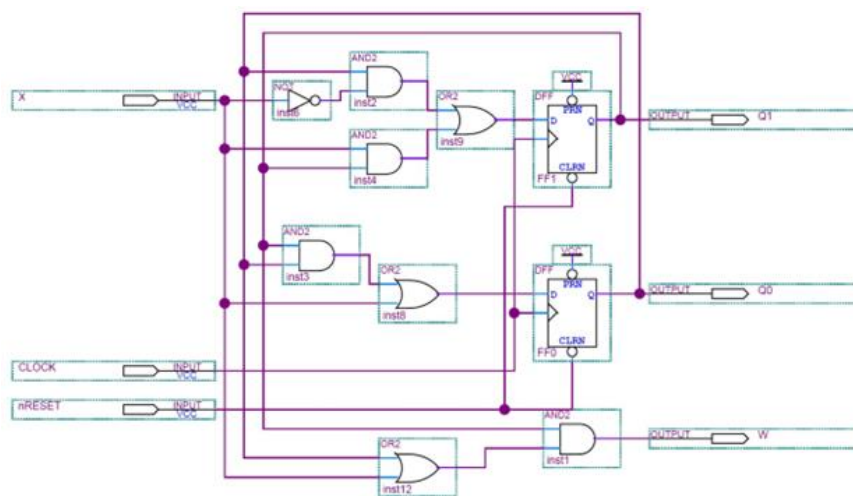 AND2
X
INPUT
VCC
NOT
inst6
inst2
OR2
inst9
DFF
VCC
PRN
D
Q
CLRN
FF1
OUTPUT
Q1
AND2
inst4
AND2
inst3
OR2
inst8
DFF
VCC
PRN
D
Q
CLRN
FF0
OUTPUT
Q0
CLOCK
INPUT
VCC
nRESET
INPUT
VCC
AND2
inst1
OUTPUT
W
OR2
inst12